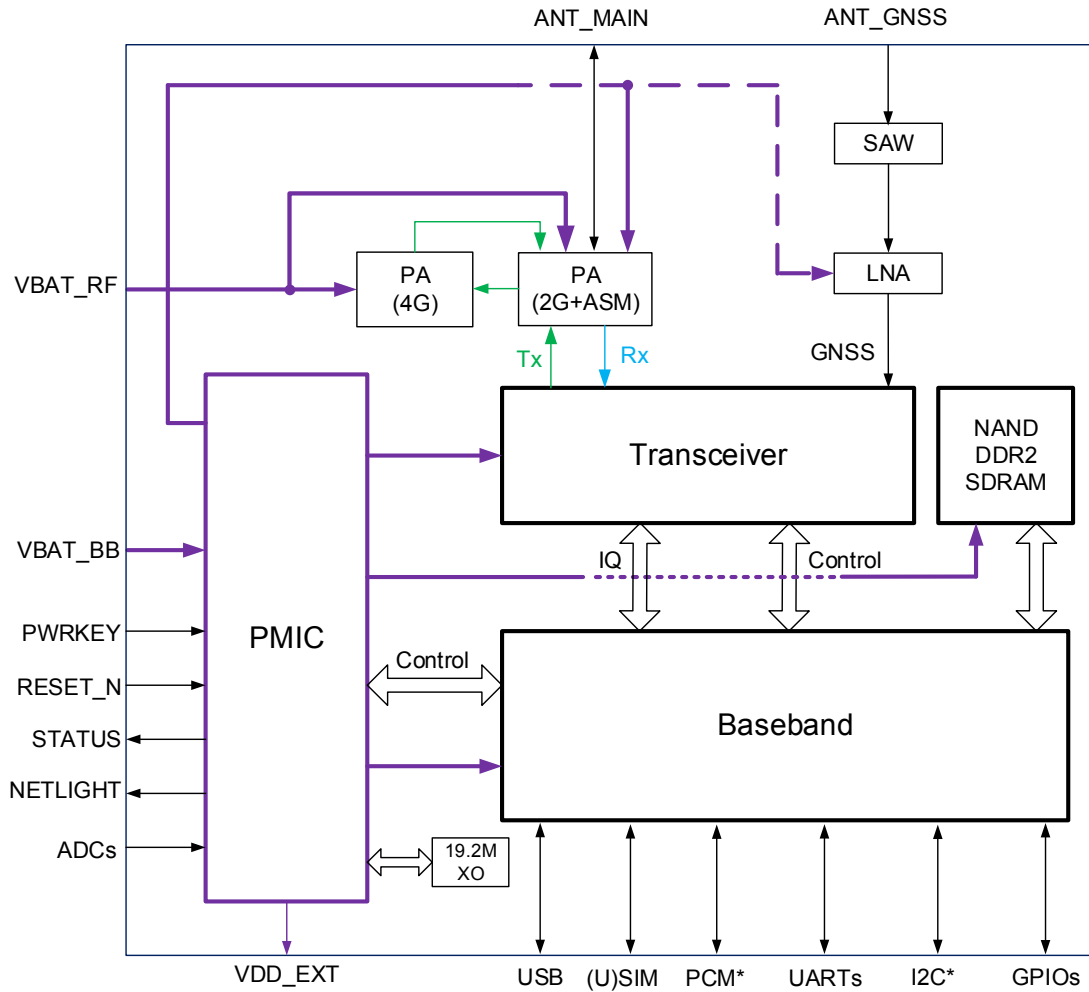 ANT_MAIN
ANT_GNSS
SAW
VBAT_RF
PA
(4G)
PA
(2G+ASM)
LNA
Tx
Rx
GNSS
Transceiver
NAND
DDR2
SDRAM
VBAT_BB
IQ
Control
PWRKEY
PMIC
Control
RESET_N
Baseband
STATUS
NETLIGHT
ADCs
19.2M
XO
VDD_EXT
USB
(U)SIM
PCM*
UARTs
I2C*
GPIOs